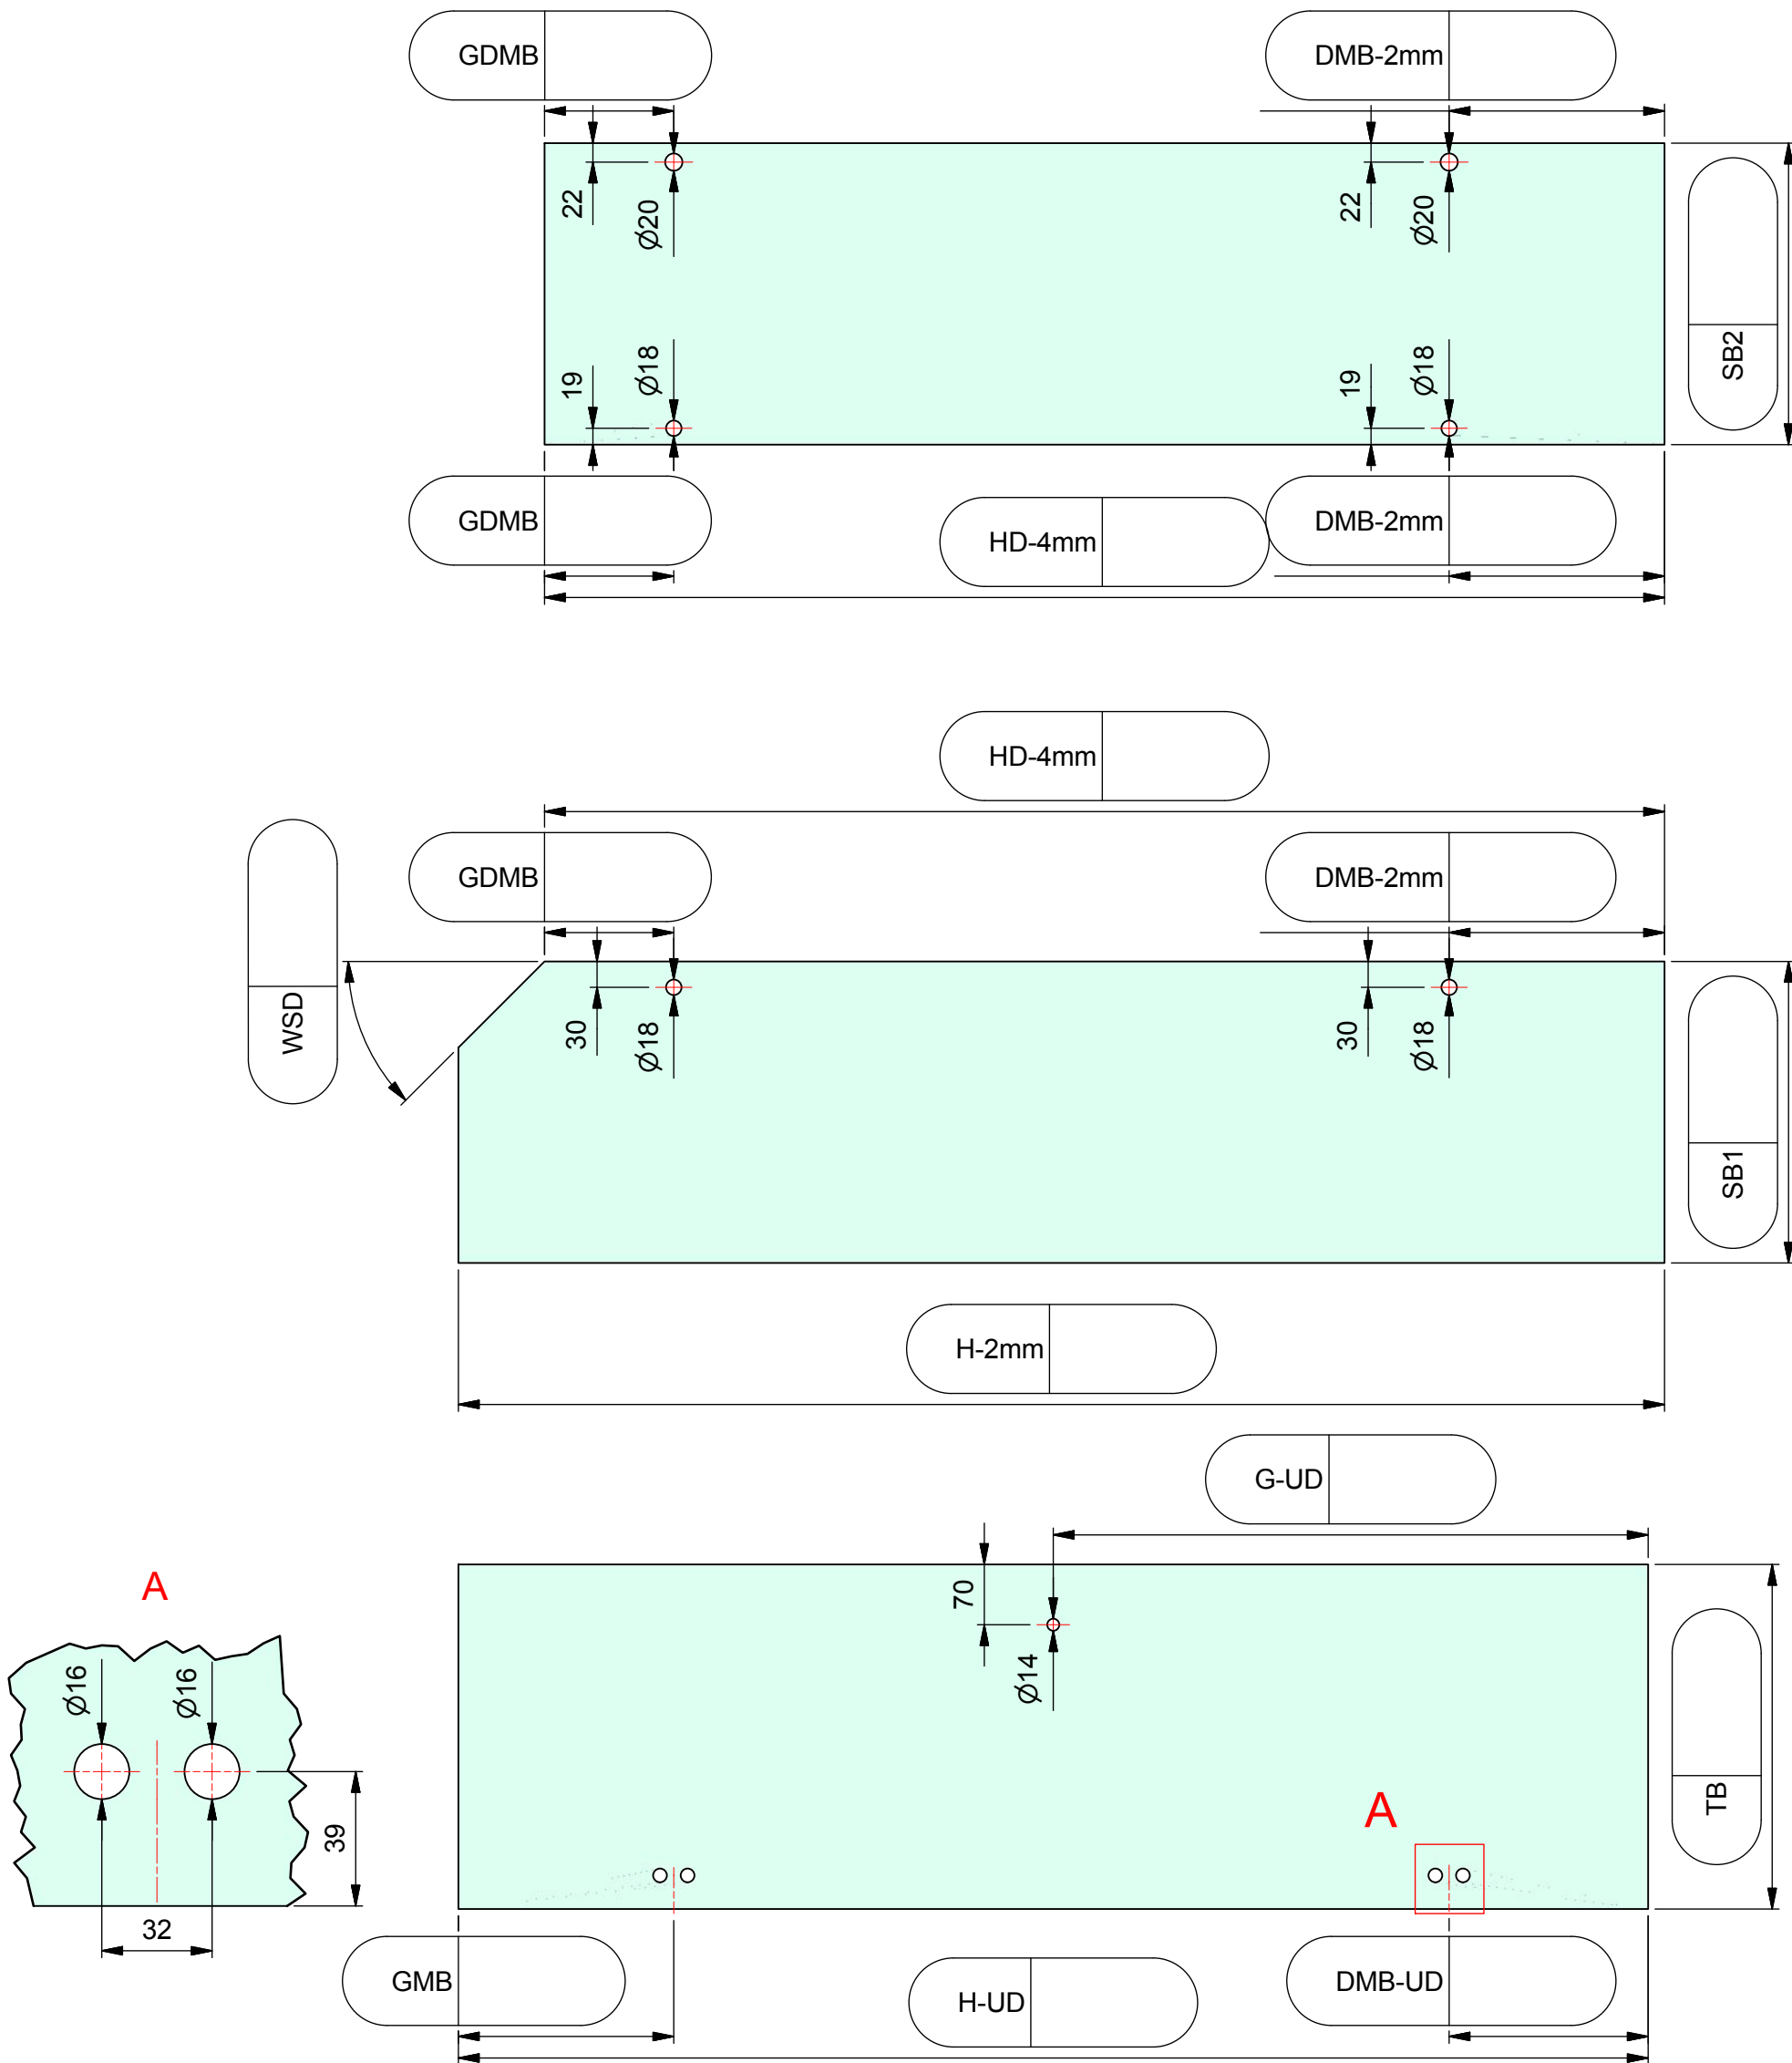 GDMB
DMB-2mm
22
Ø20
22
Ø20
SB2
19
Ø18
19
Ø18
GDMB
HD-4mm
DMB-2mm
HD-4mm
GDMB
DMB-2mm
WSD
30
Ø18
30
Ø18
SB1
H-2mm
G-UD
A
70
Ø14
Ø16
Ø16
TB
A
39
32
GMB
H-UD
DMB-UD